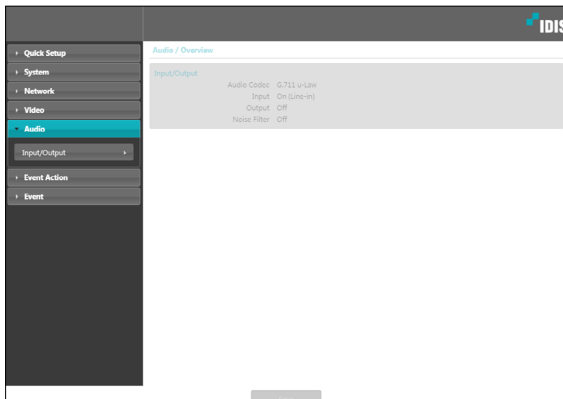 IDIS
Quick Setup
System
Network
Video
Audio
Input/Output
Event Action
Event
Audio / Overview
Input/Output
Audio Codec G.711 u-Law
Input On (Line-in)
Output Off
Noise Filter Off